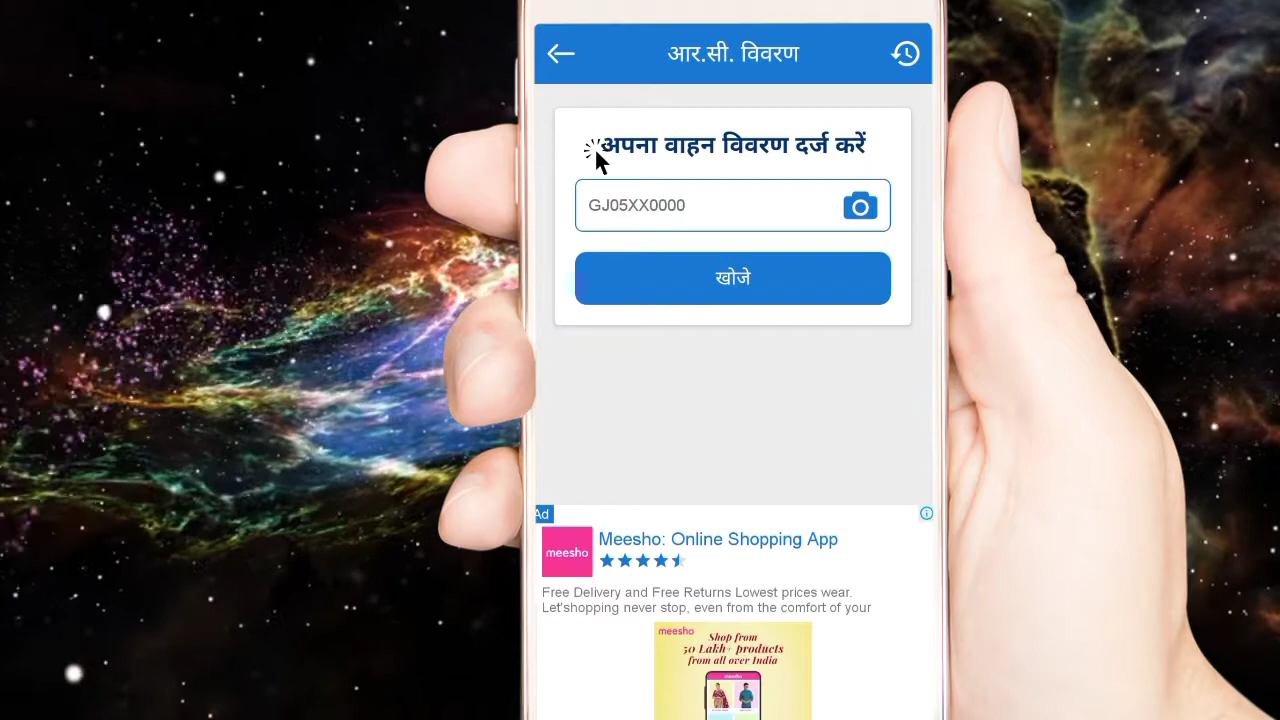 आर.सी. विवरण
अपना वाहन विवरण दर्ज करें
GJ05XX0000
खोजे
Ad
meesho
Meesho: Online Shopping App
Free Delivery and Free Returns Lowest prices wear.
Let'shopping never stop, even from the comfort of your
meesho
Shop from
50 Lakh+ products
from all over India
meesho